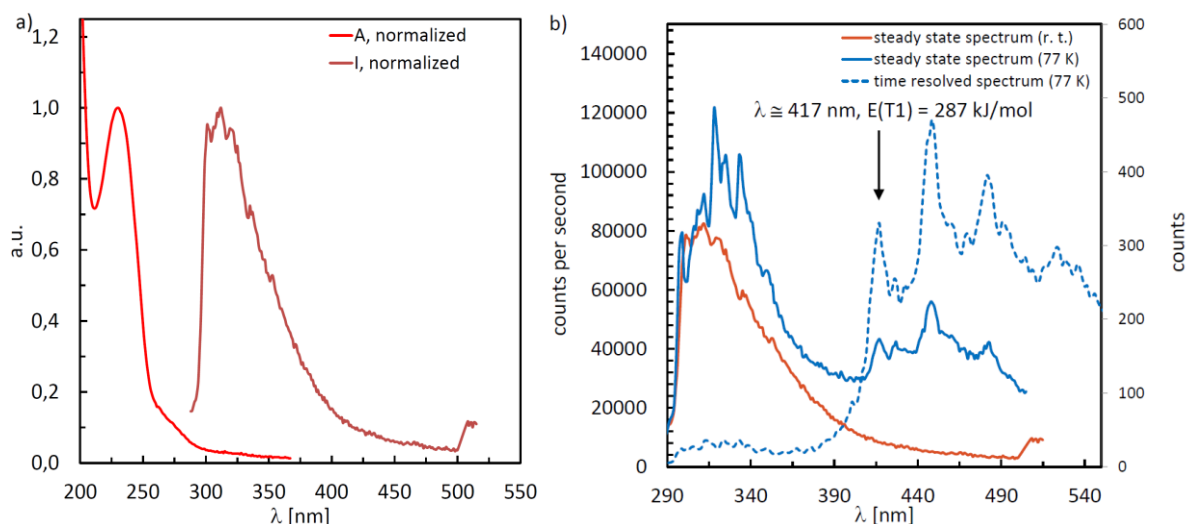 a)
1,2
1,0
0,8
0,6
0,4
0,2
0,0
a.u.
200 250 300 350 400 450 500 550
λ [nm]
A, normalized
I, normalized
b)
140000
120000
100000
80000
60000
40000
20000
0
counts per second
600
500
400
300
200
100
0
counts
290 340 390 440 490 540
λ [nm]
steady state spectrum (r. t.)
steady state spectrum (77 K)
time resolved spectrum (77 K)
λ ≅ 417 nm, E(T1) = 287 kJ/mol